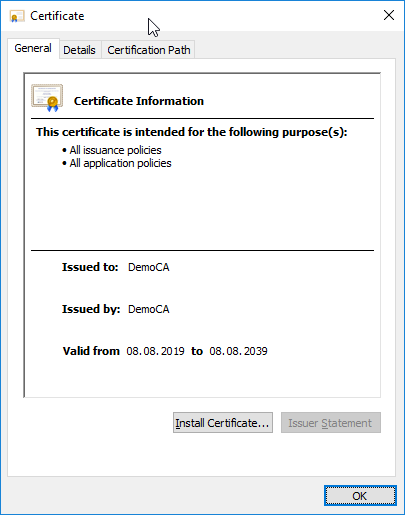 Certificate
General Details Certification Path
Certificate Information
This certificate is intended for the following purpose(s):
• All issuance policies
• All application policies
Issued to: DemoCA
Issued by: DemoCA
Valid from 08.08.2019 to 08.08.2039
Install Certificate... Issuer Statement
OK